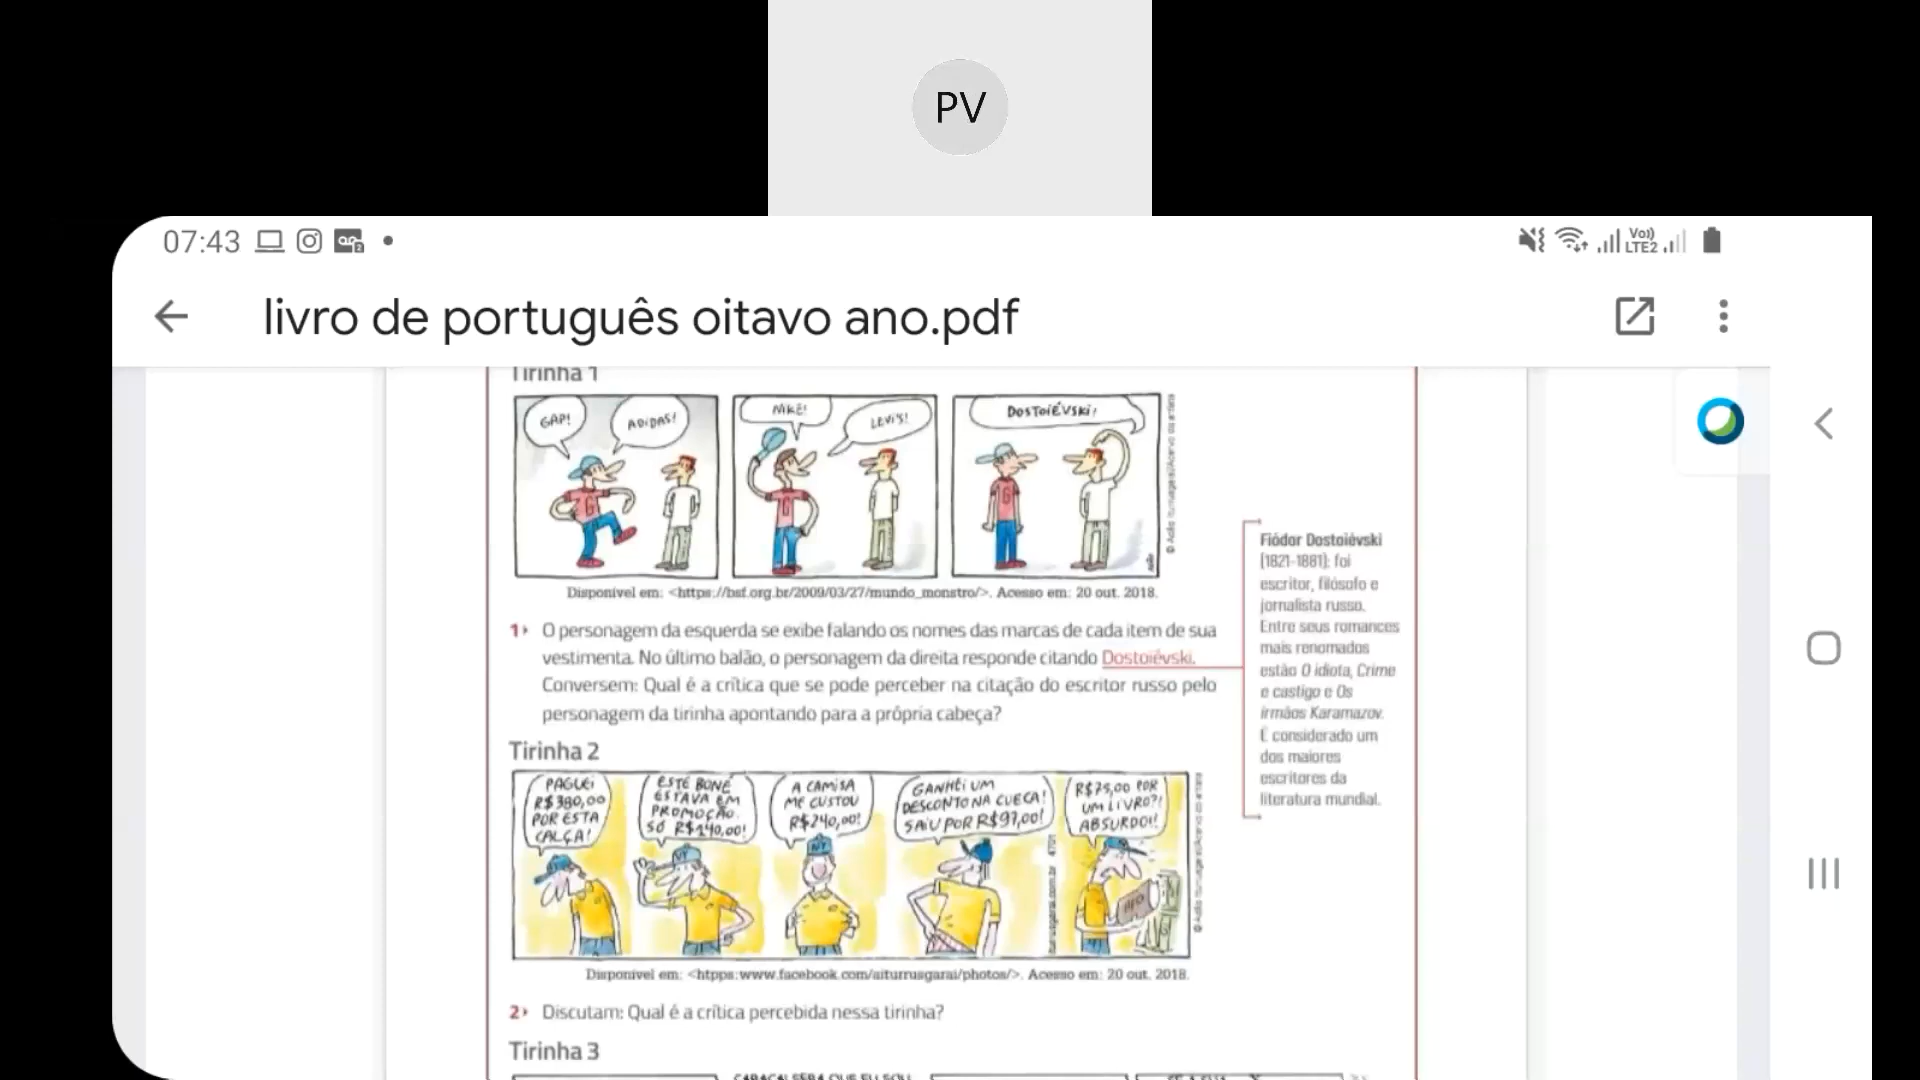 PV
07:43
Vo))
LTE2
livro de português oitavo ano.pdf
Tirinha 1
GAP!
ADIDAS!
NIKE!
LEVI'S!
DOSTOIÉVSKI!
Disponível em: <https://bsf.org.br/2009/03/27/mundo_monstro/>. Acesso em: 20 out. 2018.
1 O personagem da esquerda se exibe falando os nomes das marcas de cada item de sua
vestimenta. No último balão, o personagem da direita responde citando Dostoiévski.
Conversem: Qual é a crítica que se pode perceber na citação do escritor russo pelo
personagem da tirinha apontando para a própria cabeça?
Fiódor Dostoiévski
(1821-1881): foi
escritor, filósofo e
jornalista russo.
Entre seus romances
mais renomados
estão O idiota, Crime
e castigo e Os
irmãos Karamazov.
É considerado um
dos maiores
escritores da
literatura mundial.
Tirinha 2
PAGUEI
R$380,00
POR ESTA
CALÇA!
ESTE BONÉ
ESTAVA EM
PROMOÇÃO.
SÓ R$140,00!
A CAMISA
ME CUSTOU
R$240,00!
GANHEI UM
DESCONTO NA CUECA!
SAIU POR R$97,00!
R$75,00 POR
UM LIVRO?!
ABSURDO!!
NY
Disponível em: <htpps:www.facebook.com/aiturrusgarai/photos/>. Acesso em: 20 out. 2018.
2 Discutam: Qual é a crítica percebida nessa tirinha?
Tirinha 3